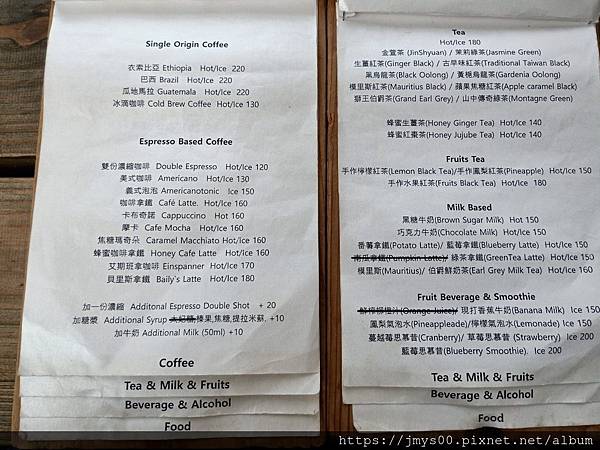 Single Origin Coffee
衣索比亞 Ethiopia Hot/Ice 220
巴西 Brazil Hot/Ice 220
瓜地馬拉 Guatemala Hot/Ice 220
冰滴咖啡 Cold Brew Coffee Hot/Ice 130
Espresso Based Coffee
雙份濃縮咖啡 Double Espresso Hot/Ice 120
美式咖啡 Americano Hot/Ice 130
義式泡泡 Americanotonic Ice 150
咖啡拿鐵 Café Latte. Hot/Ice 160
卡布奇諾 Cappuccino Hot 160
摩卡 Cafe Mocha Hot/Ice 160
焦糖瑪奇朵 Caramel Macchiato Hot/Ice 160
蜂蜜咖啡拿鐵 Honey Cafe Latte Hot/Ice 160
艾期班拿咖啡 Einspanner Hot/Ice 170
貝里斯拿鐵 Baily's Latte Hot/Ice 180
加一份濃縮 Additonal Espresso Double Shot + 20
加糖漿 Additional Syrup 榛果,焦糖,提拉米蘇. +10
加牛奶 Additional Milk (50ml) +10
Coffee
Tea & Milk & Fruits
Beverage & Alcohol
Food
Tea
Hot/Ice 180
金萱茶 (JinShyuan) / 茉莉綠茶(Jasmine Green)
生薑紅茶(Ginger Black) / 古早味紅茶(Traditional Taiwan Black)
黑烏龍茶(Black Oolong) / 黃梔烏龍茶(Gardenia Oolong)
模里斯紅茶(Mauritius Black) / 蘋果焦糖紅茶(Apple caramel Black)
獅王伯爵茶(Grand Earl Grey) / 山中傳奇綠茶(Montagne Green)
蜂蜜生薑茶(Honey Ginger Tea) Hot/Ice 140
蜂蜜紅棗茶(Honey Jujube Tea) Hot/Ice 140
Fruits Tea
手作檸檬紅茶(Lemon Black Tea)/手作鳳梨紅茶(Pineapple) Hot/Ice 150
手作水果紅茶(Fruits Black Tea) Hot/Ice 180
Milk Based
黑糖牛奶(Brown Sugar Milk) Hot 150
巧克力牛奶(Chocolate Milk) Hot/Ice 150
番薯拿鐵(Potato Latte)/ 藍莓拿鐵(Blueberry Latte) Hot/Ice 150
南瓜拿鐵(Pumpkin Latte)/ 綠茶拿鐵(GreenTea Latte) Hot/Ice 150
模里斯(Mauritius)/ 伯爵鮮奶茶(Earl Grey Milk Tea) Hot/Ice 160
Fruit Beverage & Smoothie
鮮榨柳橙汁(Orange Juice)/ 現打香蕉牛奶(Banana Milk) Ice 150
鳳梨氣泡水(Pineappleade)/檸檬氣泡水(Lemonade) Ice 150
蔓越莓思慕昔(Cranberry)/ 草莓思慕昔 (Strawberry) Ice 200
藍莓思慕昔(Blueberry Smoothie). Ice 200
Tea & Milk & Fruits
Beverage & Alcohol
Food
https://jmys00.pixnet.net/album